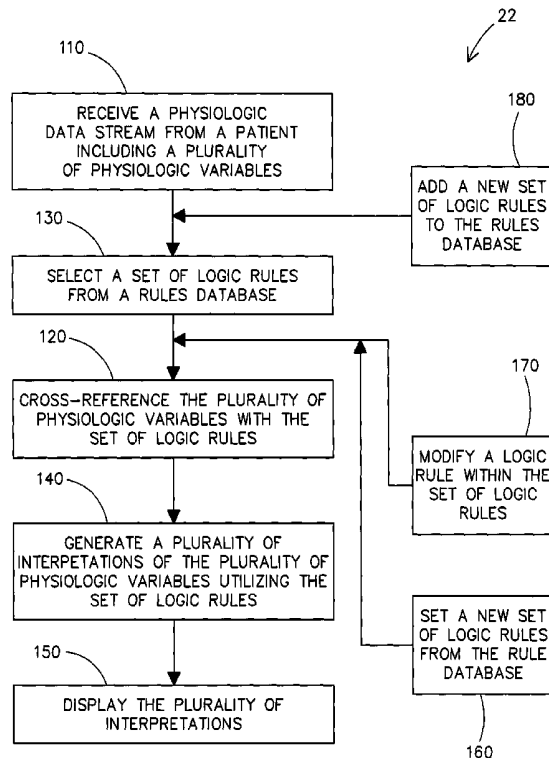 22
110
RECEIVE A PHYSIOLOGIC
DATA STREAM FROM A PATIENT
INCLUDING A PLURALITY
OF PHYSIOLOGIC VARIABLES
180
ADD A NEW SET
OF LOGIC RULES
TO THE RULES
DATABASE
130
SELECT A SET OF LOGIC RULES
FROM A RULES DATABASE
120
CROSS-REFERENCE THE PLURALITY OF
PHYSIOLOGIC VARIABLES WITH THE
SET OF LOGIC RULES
170
MODIFY A LOGIC
RULE WITHIN THE
SET OF LOGIC
RULES
140
GENERATE A PLURALITY OF
INTERPETATIONS OF THE PLURALITY OF
PHYSIOLOGIC VARIABLES UTILIZING THE
SET OF LOGIC RULES
150
DISPLAY THE PLURALITY OF
INTERPRETATIONS
SET A NEW SET
OF LOGIC RULES
FROM THE RULE
DATABASE
160